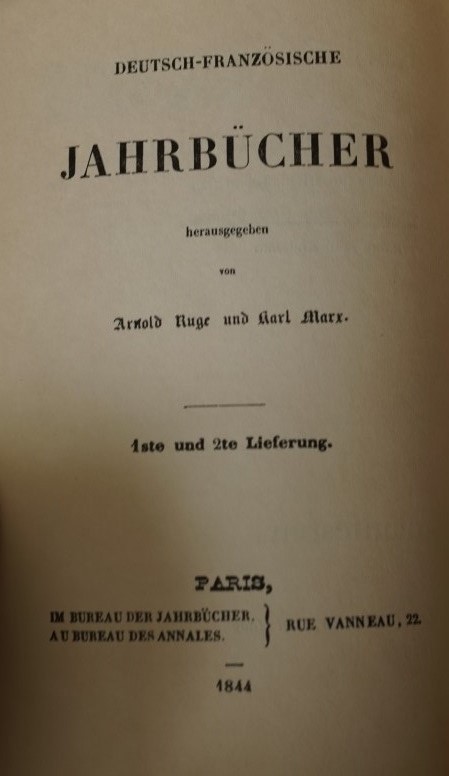 DEUTSCH-FRANZÖSISCHE
JAHRBÜCHER
herausgegeben
von
Arnold Ruge und Karl Marx.
1ste und 2te Lieferung.
PARIS,
IM BUREAU DER JAHRBÜCHER.
AU BUREAU DES ANNALES.
} RUE VANNEAU, 22.
1844